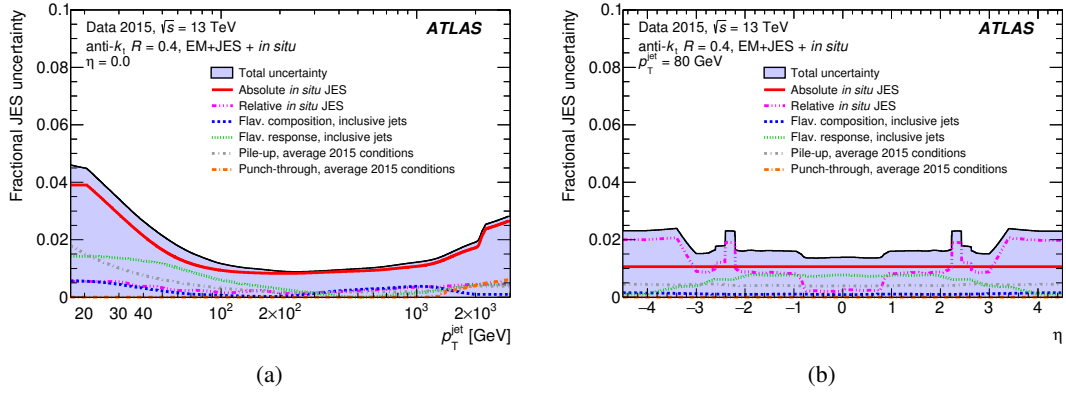 Fractional JES uncertainty
0.1
0.08
0.06
0.04
0.02
0
Data 2015, √s = 13 TeV
anti-kt R = 0.4, EM+JES + in situ
η = 0.0
ATLAS
Total uncertainty
Absolute in situ JES
Relative in situ JES
Flav. composition, inclusive jets
Flav. response, inclusive jets
Pile-up, average 2015 conditions
Punch-through, average 2015 conditions
20 30 40 10² 2×10² 10³ 2×10³
pTjet [GeV]
(a)
Fractional JES uncertainty
0.1
0.08
0.06
0.04
0.02
0
Data 2015, √s = 13 TeV
anti-kt R = 0.4, EM+JES + in situ
pTjet = 80 GeV
ATLAS
Total uncertainty
Absolute in situ JES
Relative in situ JES
Flav. composition, inclusive jets
Flav. response, inclusive jets
Pile-up, average 2015 conditions
Punch-through, average 2015 conditions
−4 −3 −2 −1 0 1 2 3 4
η
(b)